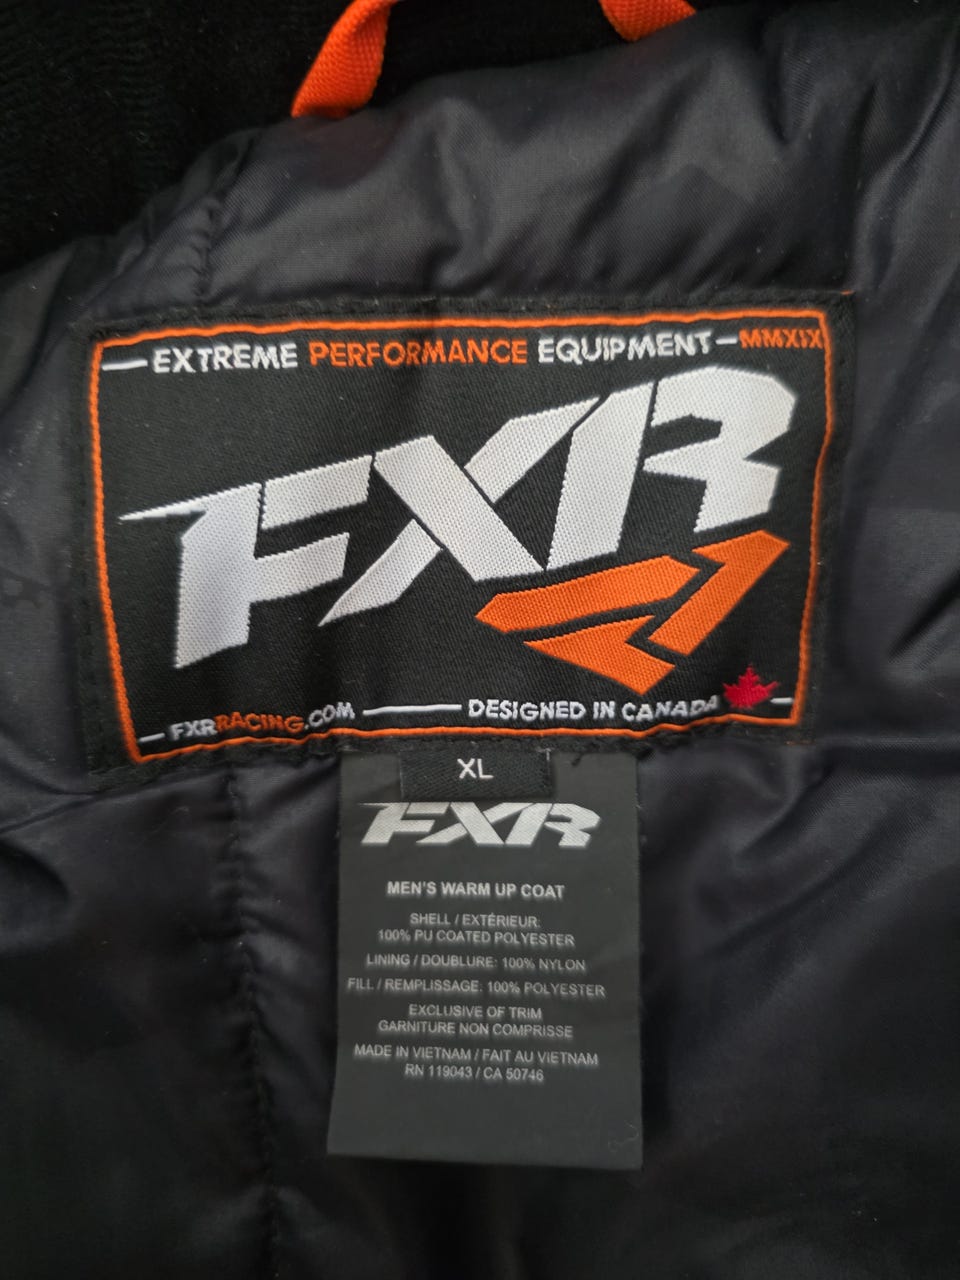 EXTREME PERFORMANCE EQUIPMENT MMXIX
FXR
FXRRACING.COM DESIGNED IN CANADA
XL
FXR
MEN'S WARM UP COAT
SHELL / EXTÉRIEUR:
100% PU COATED POLYESTER
LINING / DOUBLURE: 100% NYLON
FILL / REMPLISSAGE: 100% POLYESTER
EXCLUSIVE OF TRIM
GARNITURE NON COMPRISSE
MADE IN VIETNAM / FAIT AU VIETNAM
RN 119043 / CA 50746